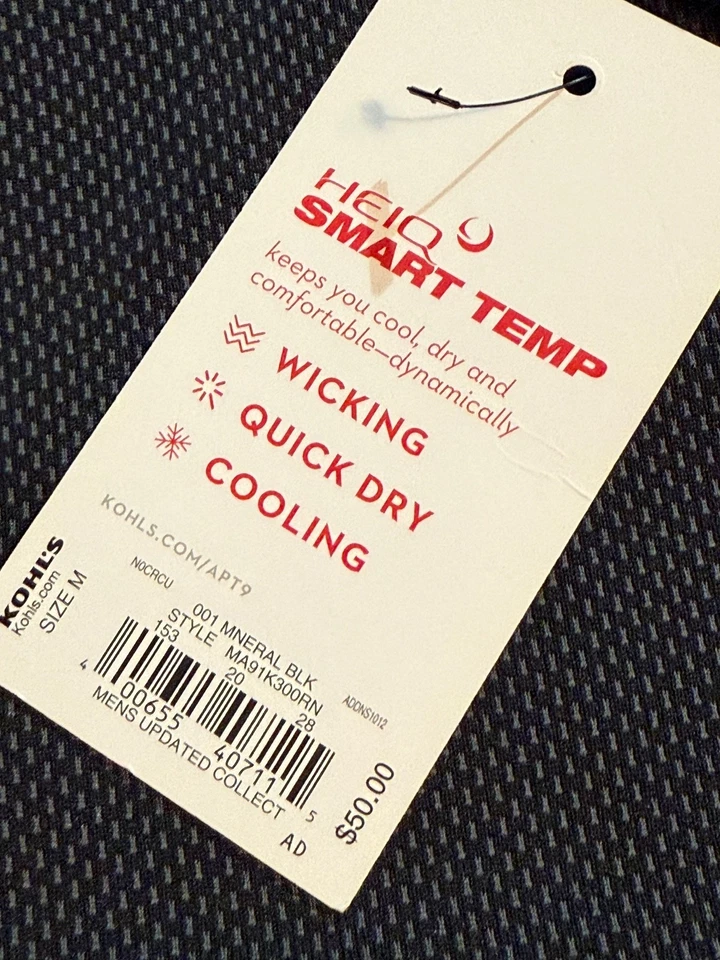 HEIQ
SMART TEMP
keeps you cool, dry and
comfortable–dynamically
WICKING
QUICK DRY
COOLING
KOHLS.COM/APT9
KOHL'S
Kohls.com
SIZE M
N0CRCU
001 MNERAL BLK
STYLE MA91K300RN
153 20 28
ADDNS1012
4 00655 40711 5
MENS UPDATED COLLECT
$50.00
AD